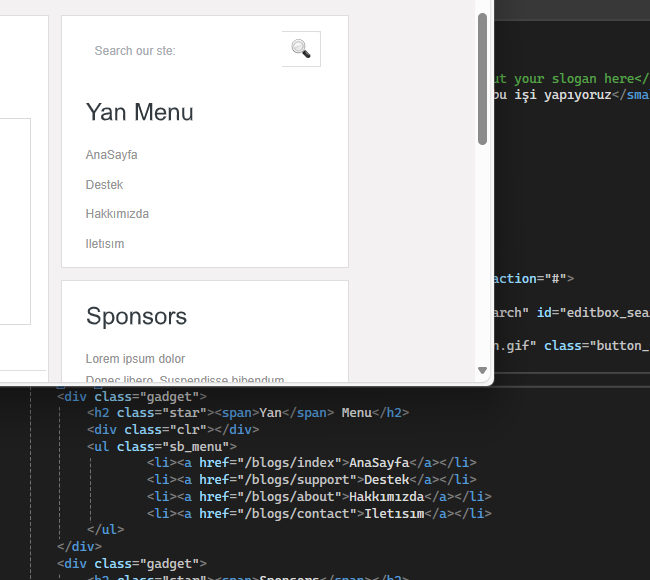 Search our ste:
Yan Menu
AnaSayfa
Destek
Hakkımızda
Iletısım
Sponsors
Lorem ipsum dolor
Donec libero. Suspendisse bibendum
ut your slogan here</
bu işi yapıyoruz</sma
action="#">
arch" id="editbox_sea
n.gif" class="button_
<div class="gadget">
<h2 class="star"><span>Yan</span> Menu</h2>
<div class="clr"></div>
<ul class="sb_menu">
<li><a href="/blogs/index">AnaSayfa</a></li>
<li><a href="/blogs/support">Destek</a></li>
<li><a href="/blogs/about">Hakkımızda</a></li>
<li><a href="/blogs/contact">Iletısım</a></li>
</ul>
</div>
<div class="gadget">
<h2 class="star"><span>Sponsors</span></h2>